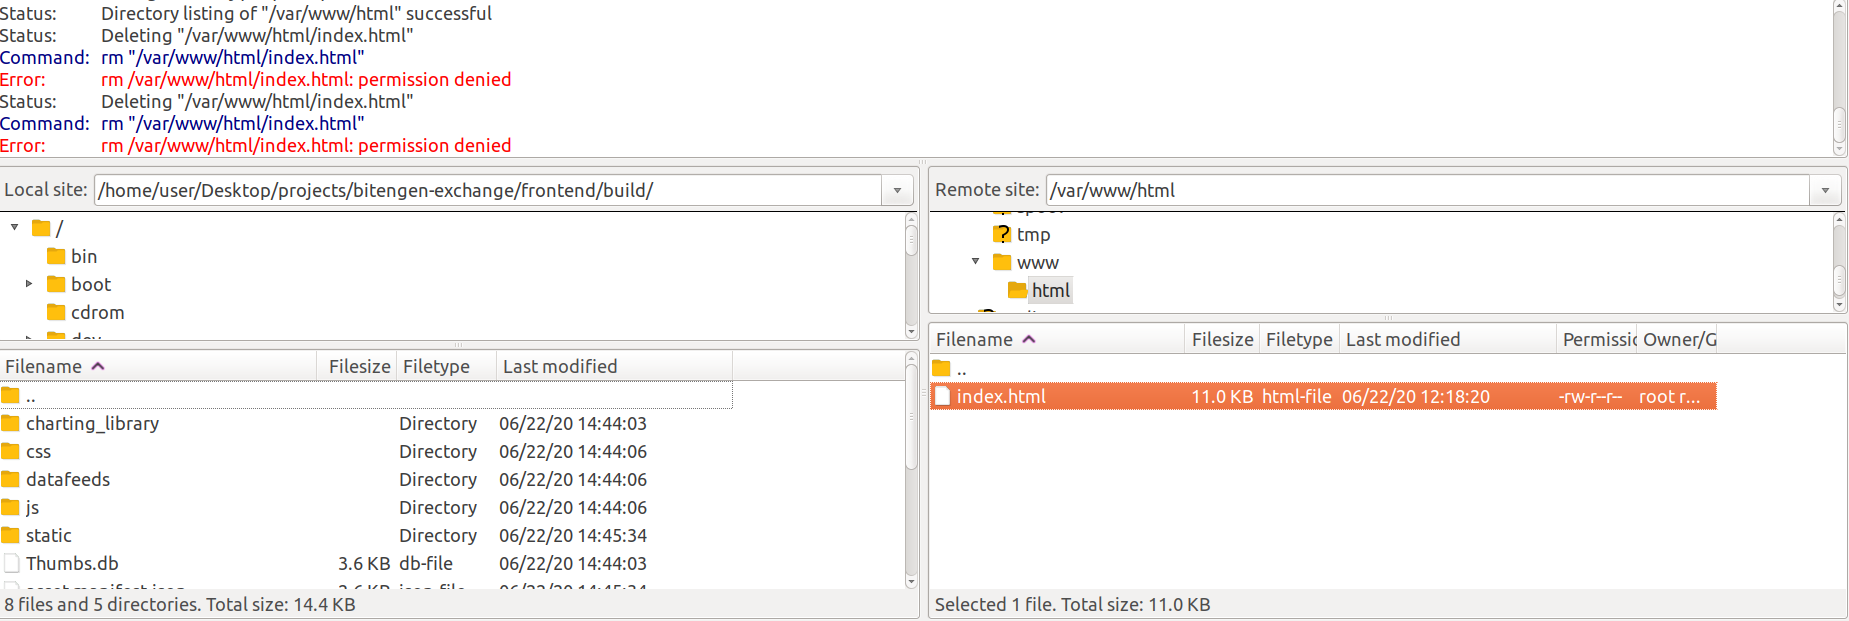 Status: Directory listing of "/var/www/html" successful
Status: Deleting "/var/www/html/index.html"
Command: rm "/var/www/html/index.html"
Error: rm /var/www/html/index.html: permission denied
Status: Deleting "/var/www/html/index.html"
Command: rm "/var/www/html/index.html"
Error: rm /var/www/html/index.html: permission denied
Local site: /home/user/Desktop/projects/bitengen-exchange/frontend/build/
/
bin
boot
cdrom
Filename Filesize Filetype Last modified
..
charting_library Directory 06/22/20 14:44:03
css Directory 06/22/20 14:44:06
datafeeds Directory 06/22/20 14:44:06
js Directory 06/22/20 14:44:06
static Directory 06/22/20 14:45:34
Thumbs.db 3.6 KB db-file 06/22/20 14:44:03
8 files and 5 directories. Total size: 14.4 KB
Remote site: /var/www/html
tmp
www
html
Filename Filesize Filetype Last modified Permissic Owner/G
..
index.html 11.0 KB html-file 06/22/20 12:18:20 -rw-r--r-- root r...
Selected 1 file. Total size: 11.0 KB